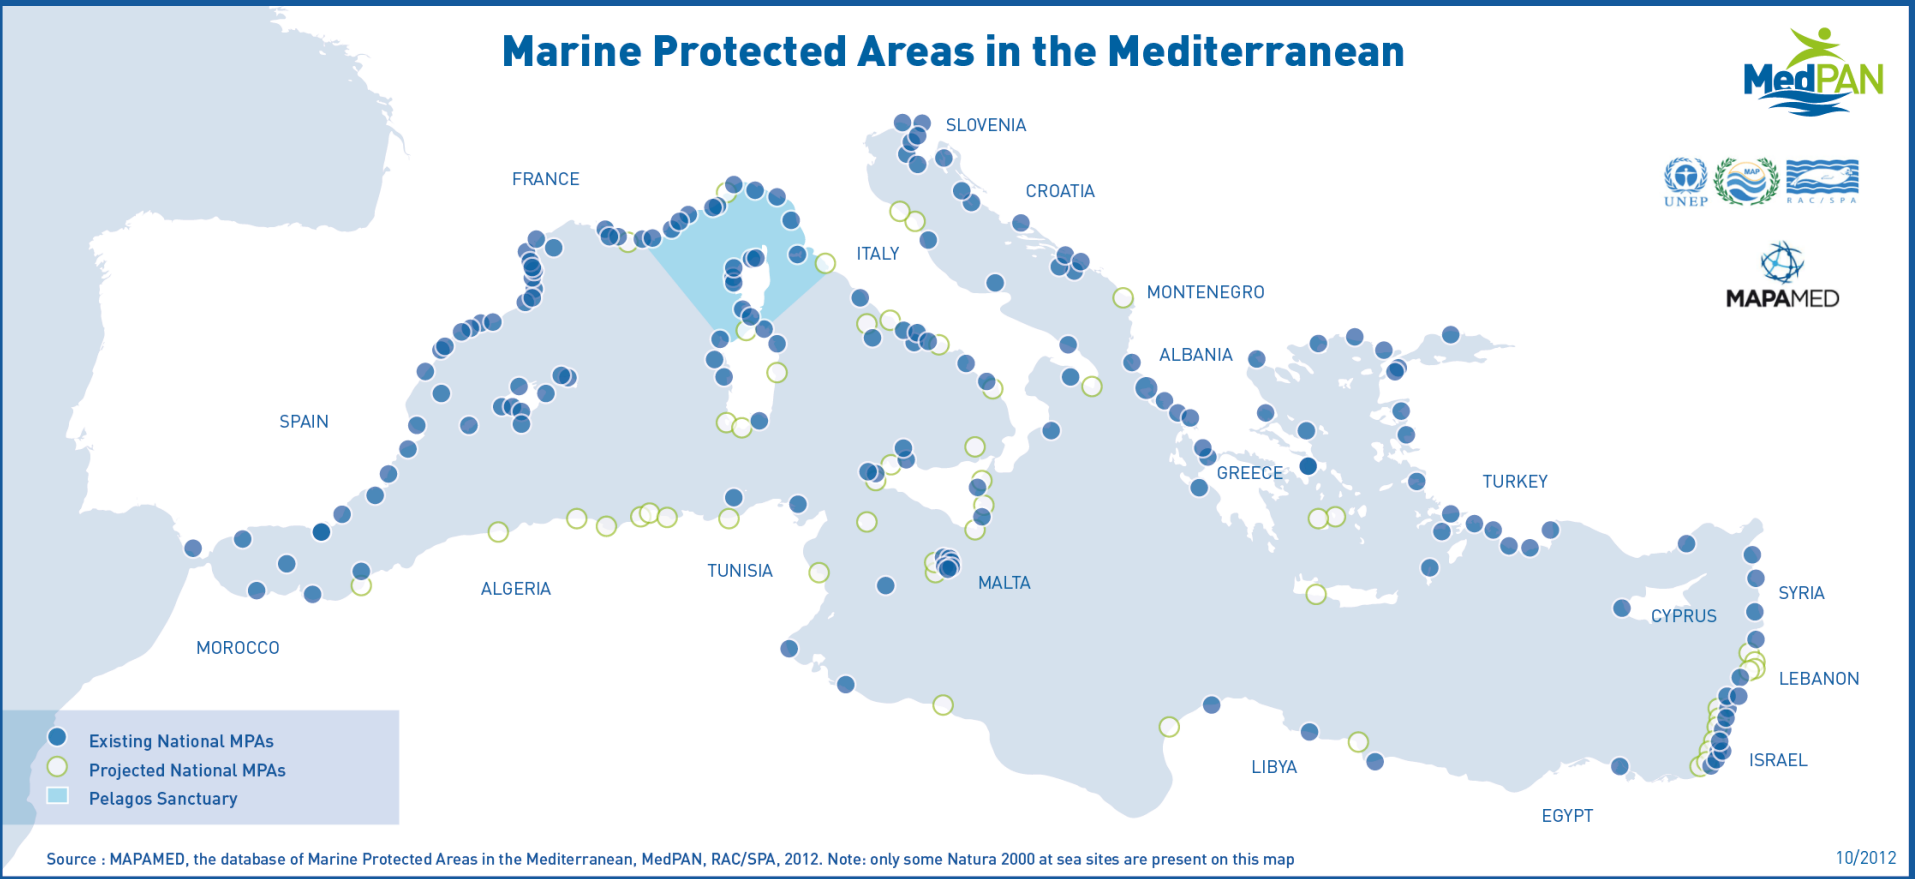 Marine Protected Areas in the Mediterranean
MedPAN
SLOVENIA
FRANCE
CROATIA
UNEP
MAP
RAC/SPA
ITALY
MONTENEGRO
MAPAMED
ALBANIA
SPAIN
GREECE
TURKEY
TUNISIA
MALTA
ALGERIA
SYRIA
CYPRUS
MOROCCO
LEBANON
Existing National MPAs
Projected National MPAs
Pelagos Sanctuary
LIBYA
ISRAEL
EGYPT
Source : MAPAMED, the database of Marine Protected Areas in the Mediterranean, MedPAN, RAC/SPA, 2012. Note: only some Natura 2000 at sea sites are present on this map
10/2012